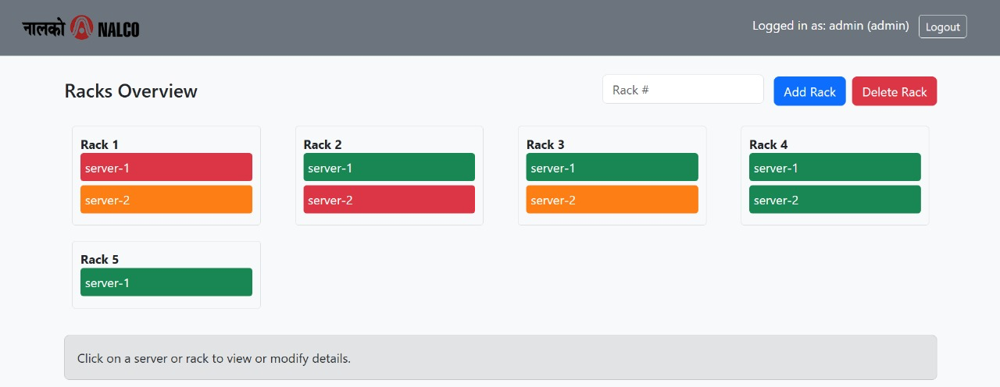 नालको NALCO
Logged in as: admin (admin) Logout
Racks Overview
Rack #
Add Rack
Delete Rack
Rack 1
server-1
server-2
Rack 2
server-1
server-2
Rack 3
server-1
server-2
Rack 4
server-1
server-2
Rack 5
server-1
Click on a server or rack to view or modify details.